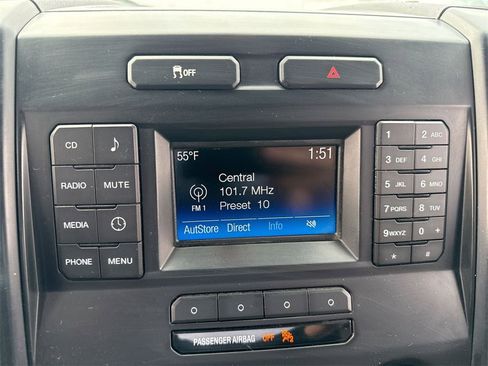 OFF
CD
RADIO MUTE
MEDIA
PHONE MENU
55°F 1:51
Central
101.7 MHz
FM 1 Preset 10
AutoStore Direct Info
1 2 ABC
3 DEF 4 GHI
5 JKL 6 MNO
7 PQRS 8 TUV
9 WXYZ 0 +
* #
PASSENGER AIRBAG OFF